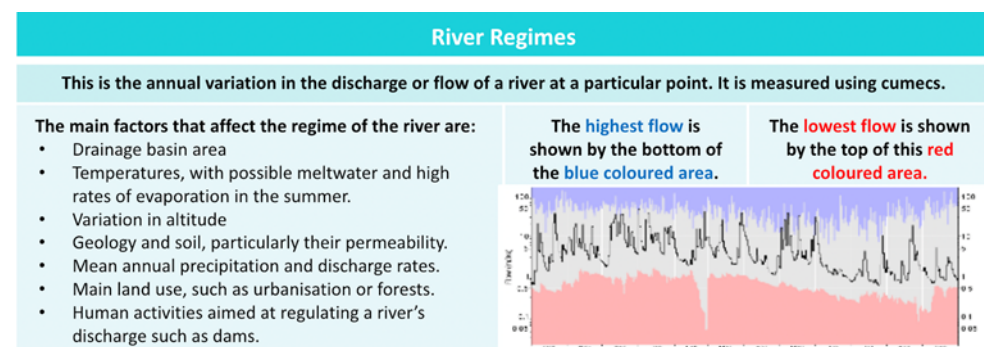 River Regimes
This is the annual variation in the discharge or flow of a river at a particular point. It is measured using cumecs.
The main factors that affect the regime of the river are:
• Drainage basin area
• Temperatures, with possible meltwater and high
rates of evaporation in the summer.
• Variation in altitude
• Geology and soil, particularly their permeability.
• Mean annual precipitation and discharge rates.
• Main land use, such as urbanisation or forests.
• Human activities aimed at regulating a river's
discharge such as dams.
The highest flow is
shown by the bottom of
the blue coloured area.
The lowest flow is shown
by the top of this red
coloured area.